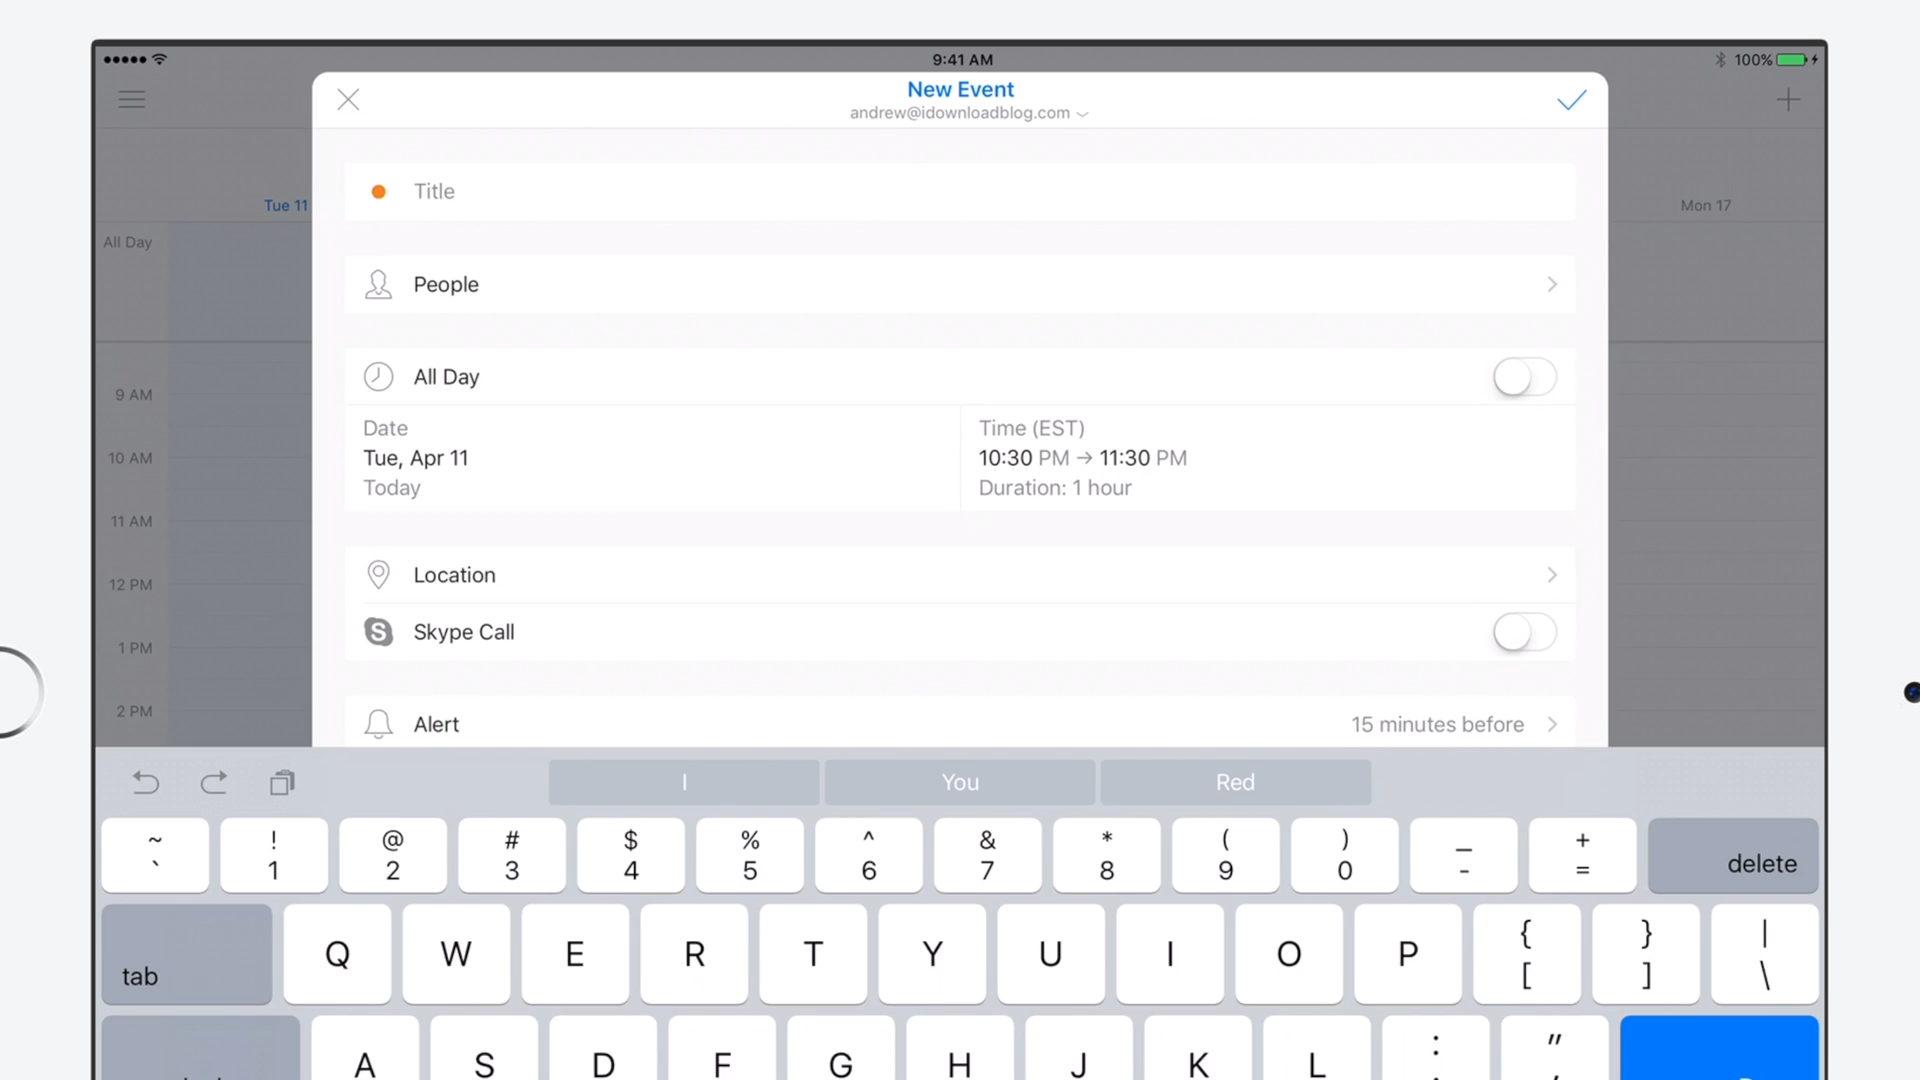 9:41 AM
100%
New Event
andrew@idownloadblog.com
Title
Tue 11
Mon 17
All Day
People
All Day
9 AM
Date
Time (EST)
Tue, Apr 11
10:30 PM → 11:30 PM
10 AM
Today
Duration: 1 hour
11 AM
Location
12 PM
Skype Call
1 PM
2 PM
Alert
15 minutes before
I
You
Red
~ ! @ # $ % ^ & * ( ) _ +
` 1 2 3 4 5 6 7 8 9 0 - = delete
tab Q W E R T Y U I O P { } |
[ ] \
A S D F G H J K L : "